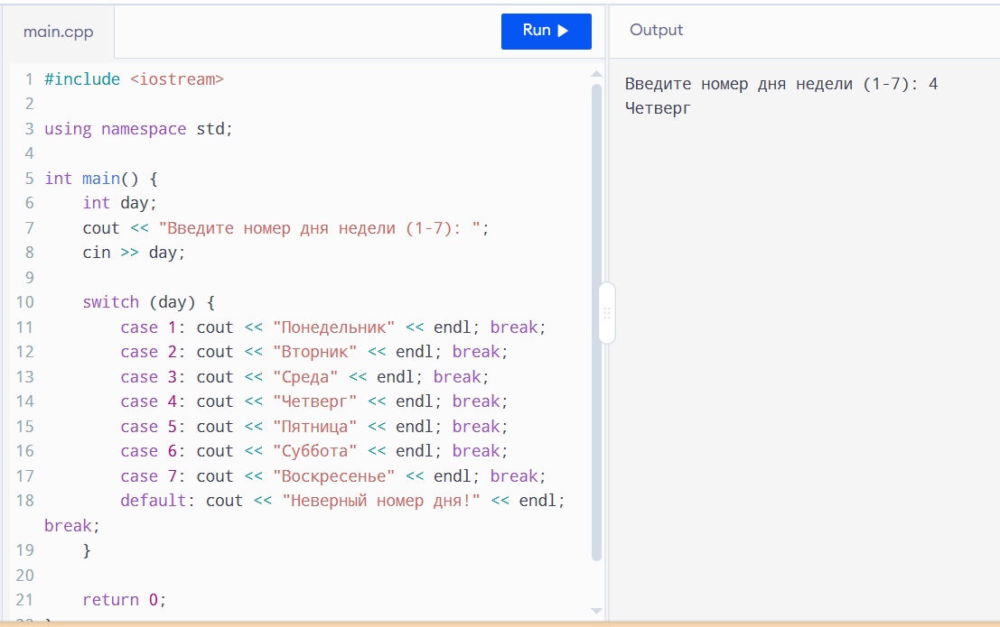 main.cpp
Run
Output
1 #include <iostream>
2
3 using namespace std;
4
5 int main() {
6     int day;
7     cout << "Введите номер дня недели (1-7): ";
8     cin >> day;
9
10     switch (day) {
11         case 1: cout << "Понедельник" << endl; break;
12         case 2: cout << "Вторник" << endl; break;
13         case 3: cout << "Среда" << endl; break;
14         case 4: cout << "Четверг" << endl; break;
15         case 5: cout << "Пятница" << endl; break;
16         case 6: cout << "Суббота" << endl; break;
17         case 7: cout << "Воскресенье" << endl; break;
18         default: cout << "Неверный номер дня!" << endl;
break;
19     }
20
21     return 0;
Введите номер дня недели (1-7): 4
Четверг